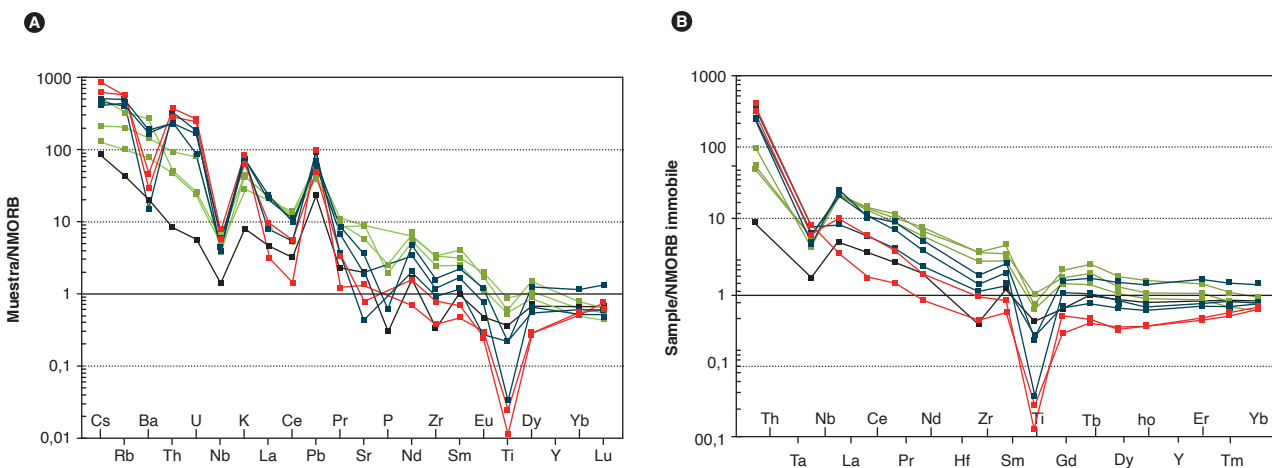 A
B
Muestra/NMORB
1000
100
10
1
0,1
0,01
Cs Ba U K Ce Pr P Zr Eu Dy Yb
Rb Th Nb La Pb Sr Nd Sm Ti Y Lu
Sample/NMORB immobile
1000
100
10
1
0,1
00,1
Th Nb Ce Nd Zr Ti Tb ho Er Yb
Ta La Pr Hf Sm Gd Dy Y Tm